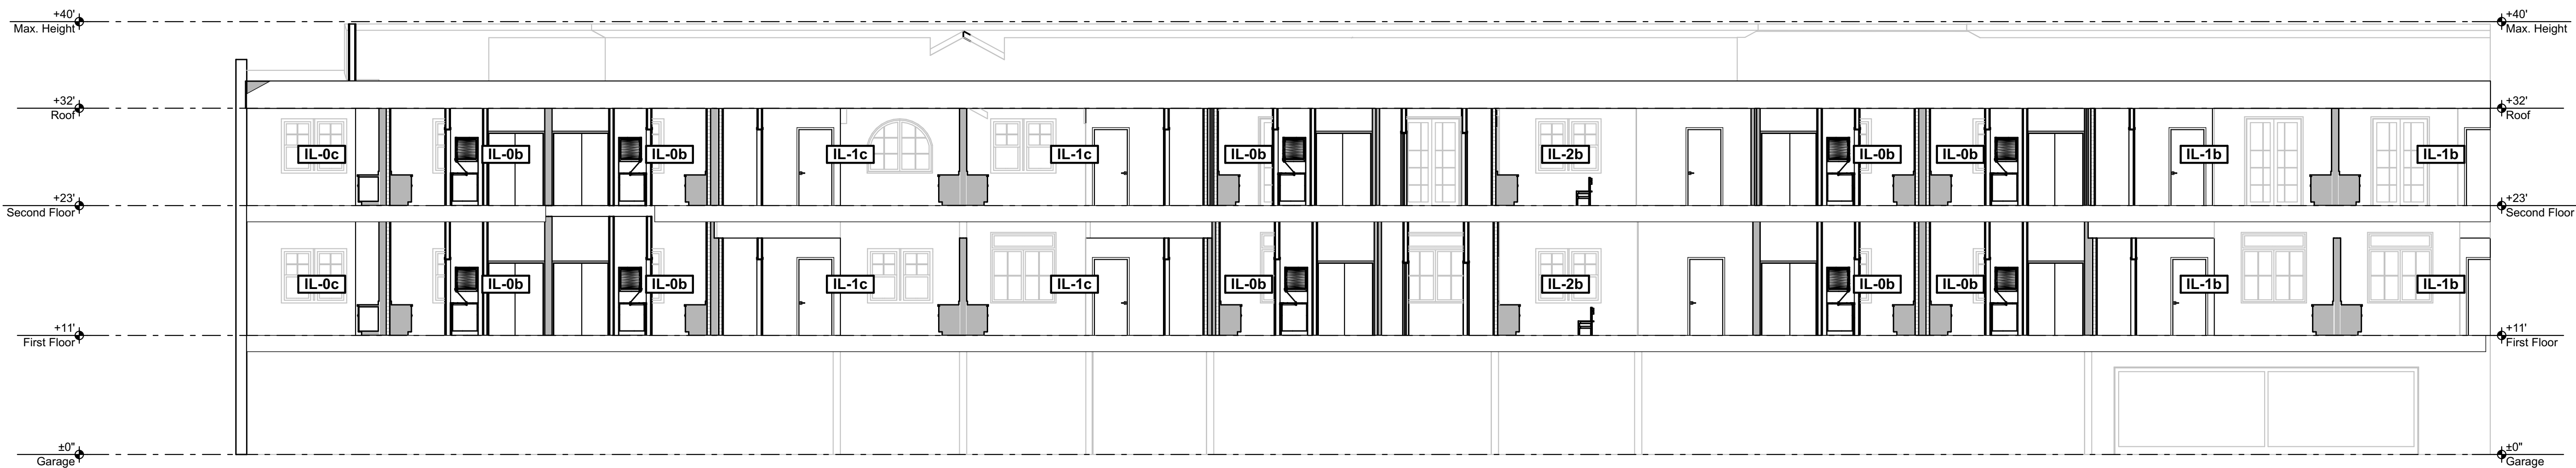 +40'
Max. Height
+40'
Max. Height
+32'
Roof
+32'
Roof
IL-0c
IL-0b
IL-0b
IL-1c
IL-1c
IL-0b
IL-2b
IL-0b
IL-0b
IL-1b
IL-1b
+23'
Second Floor
+23'
Second Floor
IL-0c
IL-0b
IL-0b
IL-1c
IL-1c
IL-0b
IL-2b
IL-0b
IL-0b
IL-1b
IL-1b
+11'
First Floor
+11'
First Floor
±0"
Garage
±0"
Garage